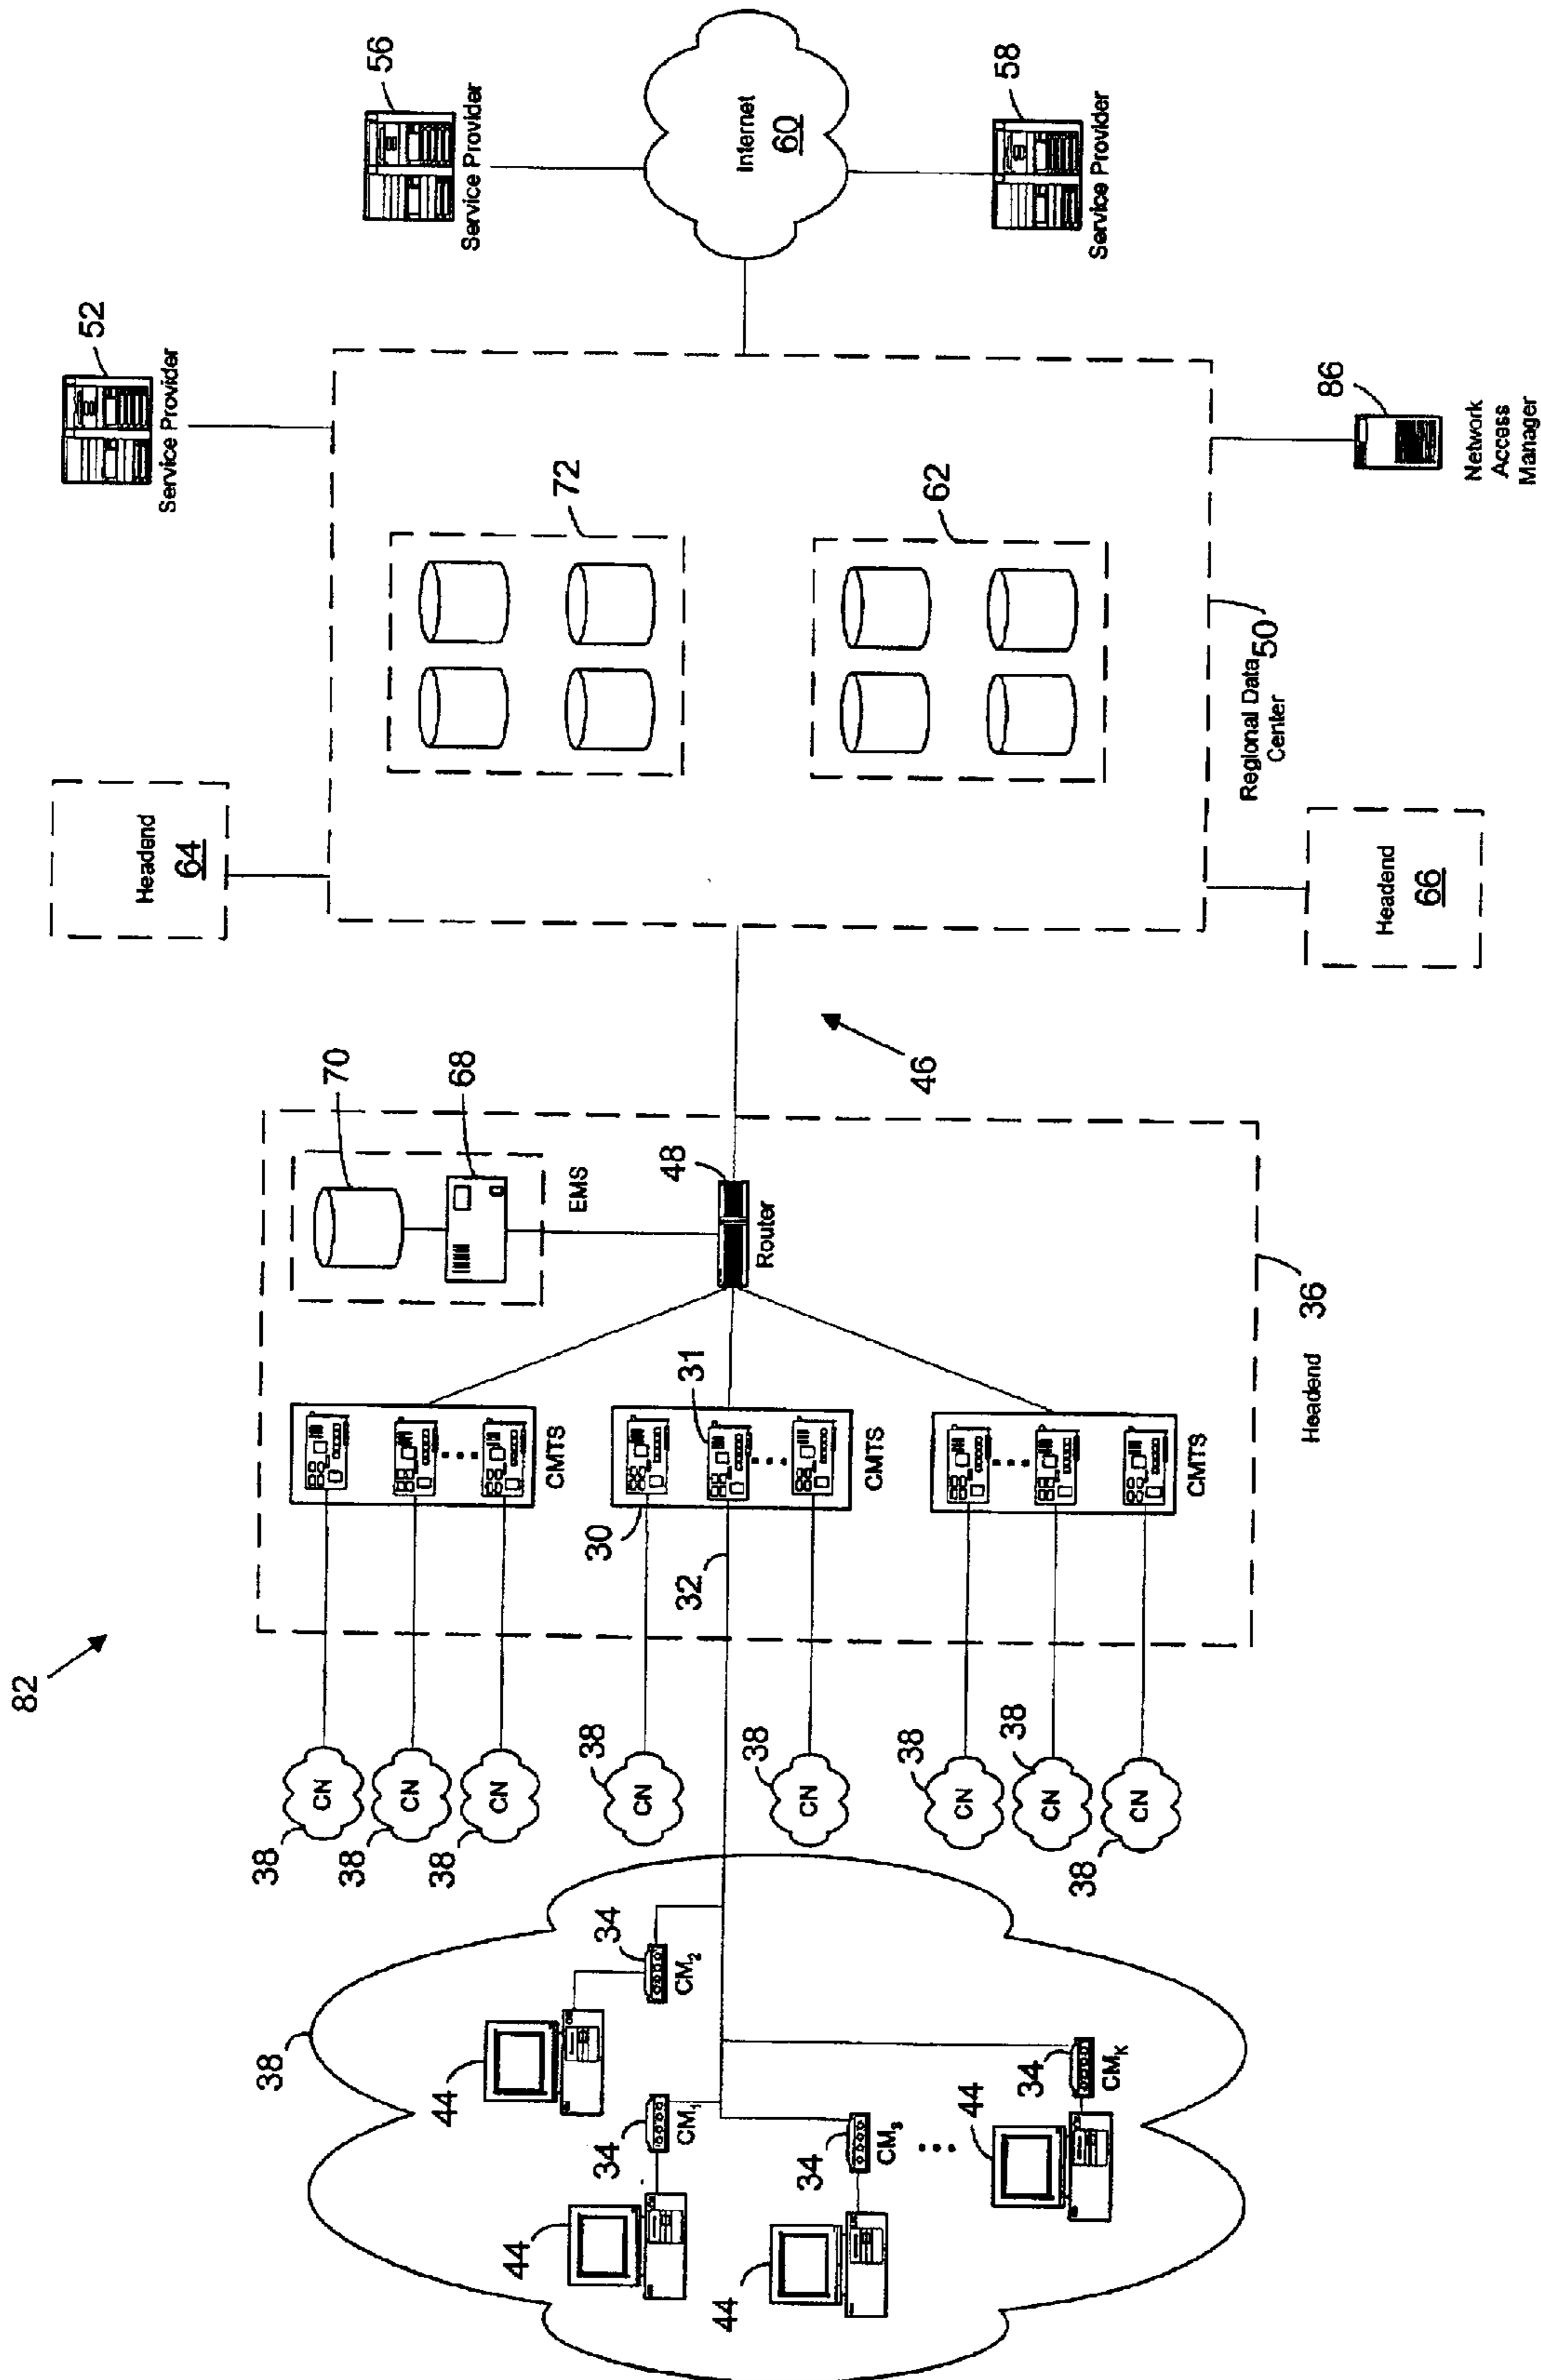 82
38
44
44
44
44
34
34
34
34
CM₁
CM₂
CM₃
CMₖ
38
38
38
38
38
38
38
38
CN
CN
CN
CN
CN
CN
CN
CN
32
30
31
CMTS
CMTS
CMTS
70
68
EMS
48
Router
Headend 36
46
Headend
64
Headend
66
72
62
Regional Data
Center
50
52
Service Provider
86
Network
Access
Manager
56
Service Provider
Internet
60
58
Service Provider